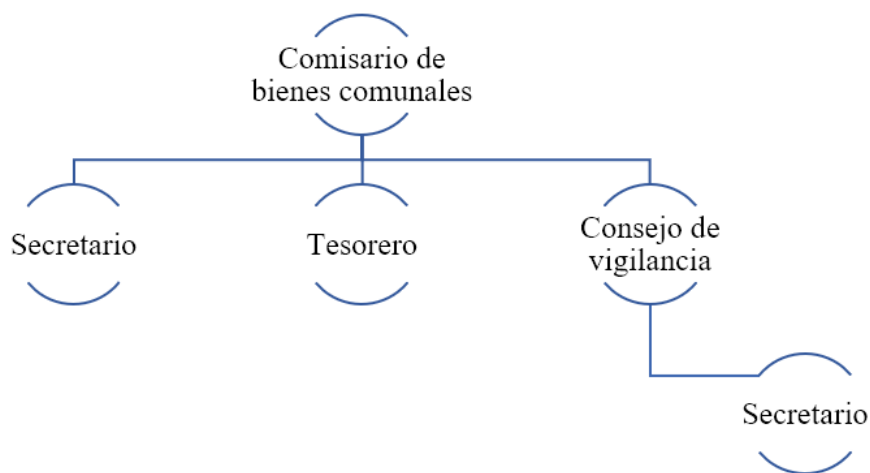 Comisario de
bienes comunales
Secretario
Tesorero
Consejo de
vigilancia
Secretario